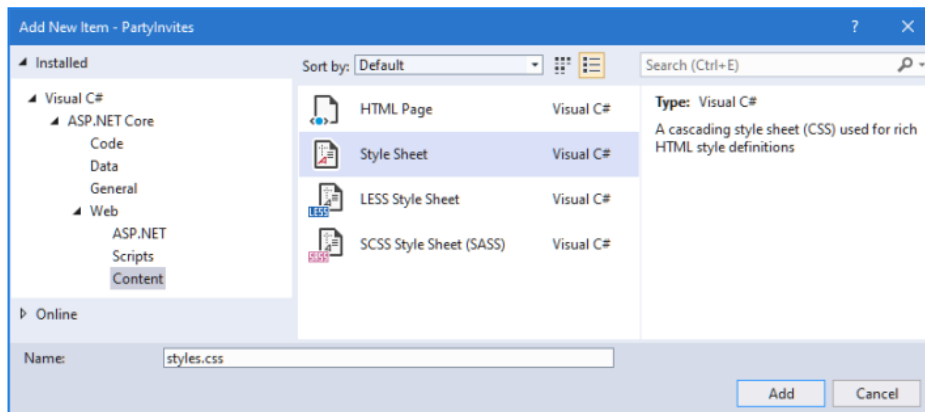 Add New Item - PartyInvites ? ×
Installed
Sort by: Default
Search (Ctrl+E)
Visual C#
ASP.NET Core
Code
Data
General
Web
ASP.NET
Scripts
Content
Online
HTML Page Visual C#
Style Sheet Visual C#
LESS
LESS Style Sheet Visual C#
SASS
SCSS Style Sheet (SASS) Visual C#
Type: Visual C#
A cascading style sheet (CSS) used for rich
HTML style definitions
Name: styles.css
Add Cancel